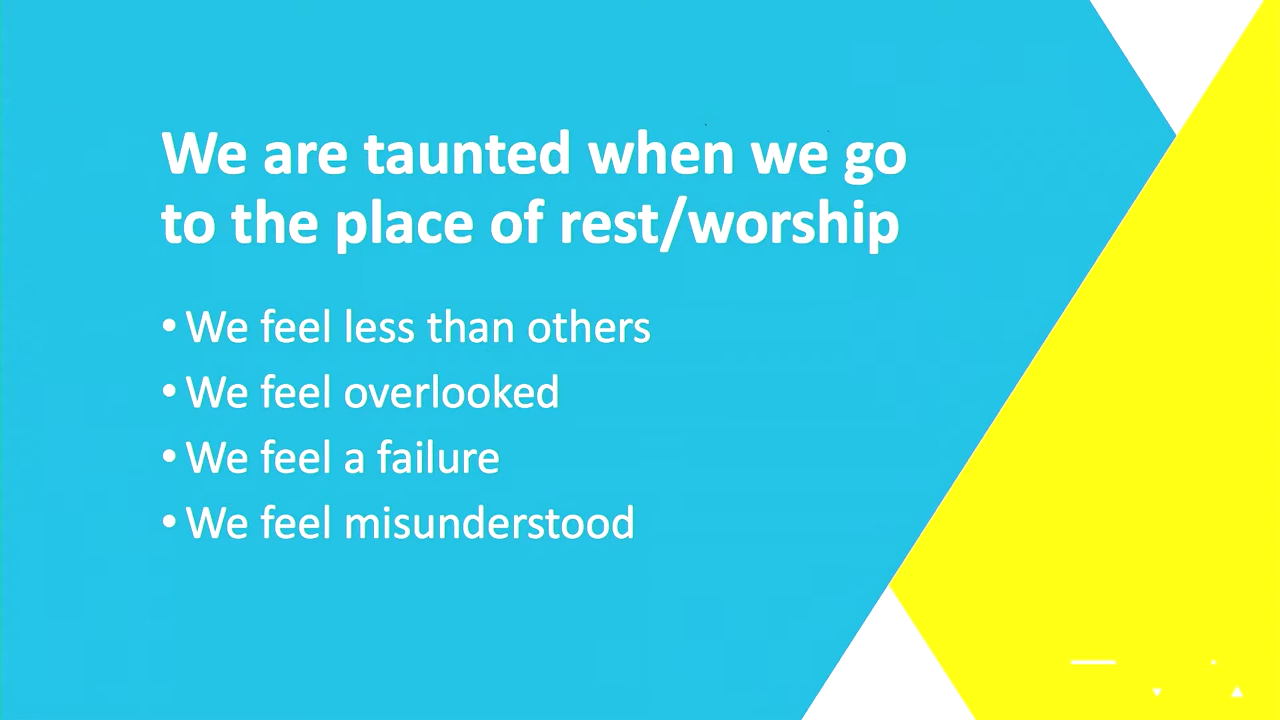 We are taunted when we go
to the place of rest/worship
• We feel less than others
• We feel overlooked
• We feel a failure
• We feel misunderstood